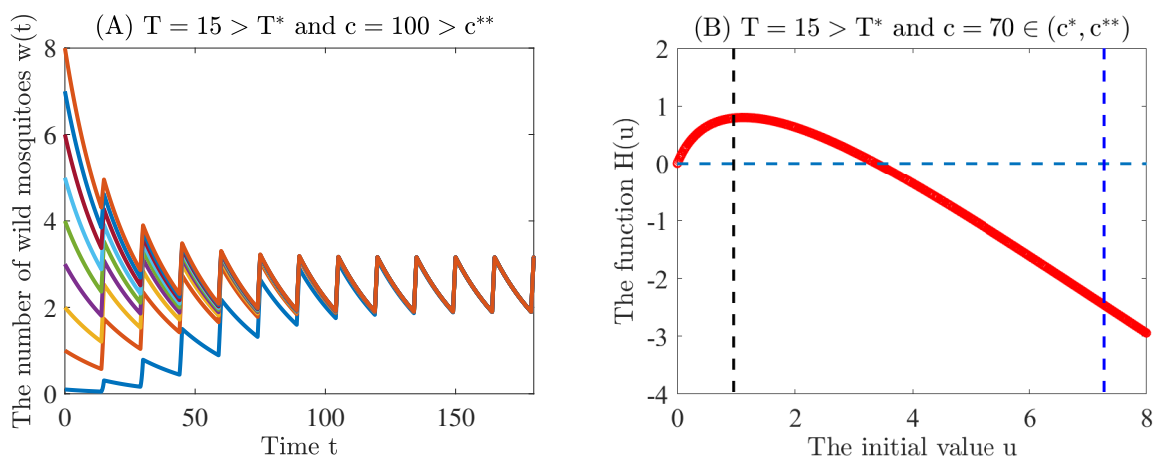 (A) T = 15 > T* and c = 100 > c**
The number of wild mosquitoes w(t)
8
6
4
2
0
0 50 100 150
Time t
(B) T = 15 > T* and c = 70 ∈ (c*, c**)
The function H(u)
2
1
0
-1
-2
-3
-4
0 2 4 6 8
The initial value u